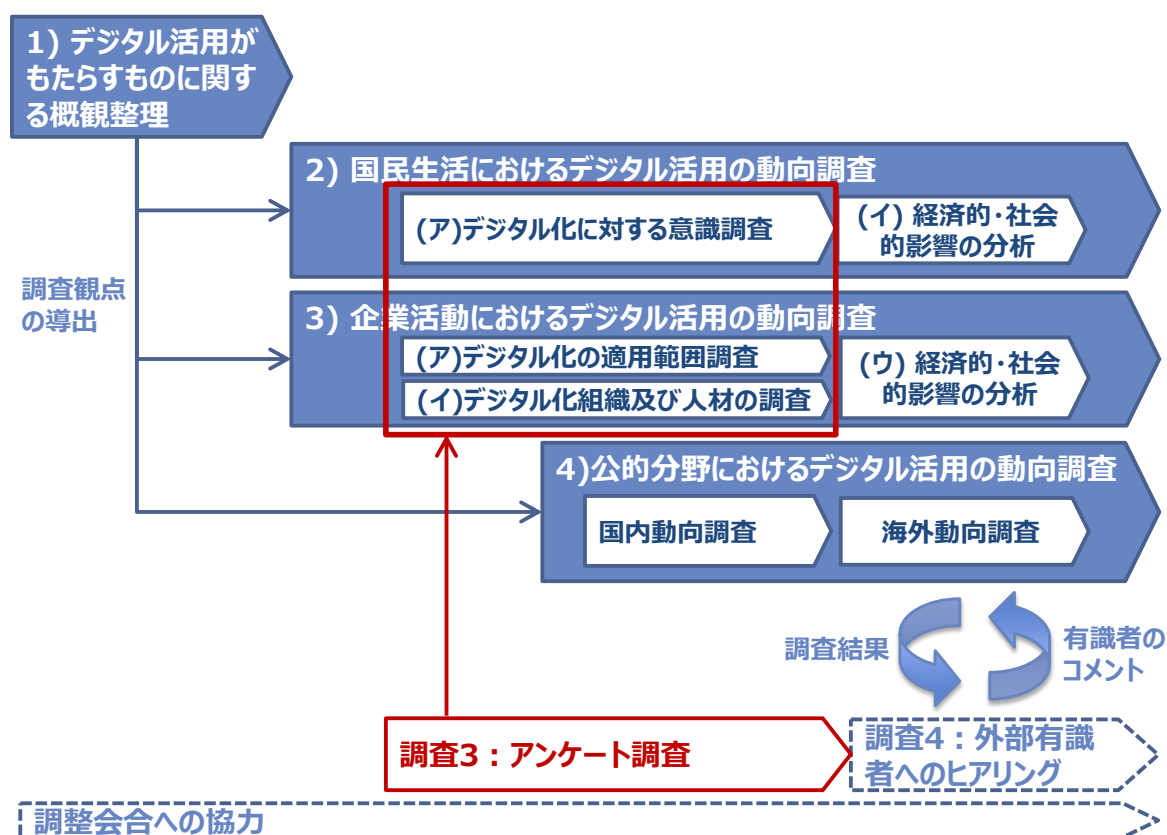 1) デジタル活用が
もたらすものに関す
る概観整理
2) 国民生活におけるデジタル活用の動向調査
(ア)デジタル化に対する意識調査
(イ) 経済的・社会
的影響の分析
調査観点
の導出
3) 企業活動におけるデジタル活用の動向調査
(ア)デジタル化の適用範囲調査
(イ)デジタル化組織及び人材の調査
(ウ) 経済的・社会
的影響の分析
4)公的分野におけるデジタル活用の動向調査
国内動向調査
海外動向調査
調査結果
有識者の
コメント
調査3：アンケート調査
調査4：外部有識
者へのヒアリング
調整会合への協力